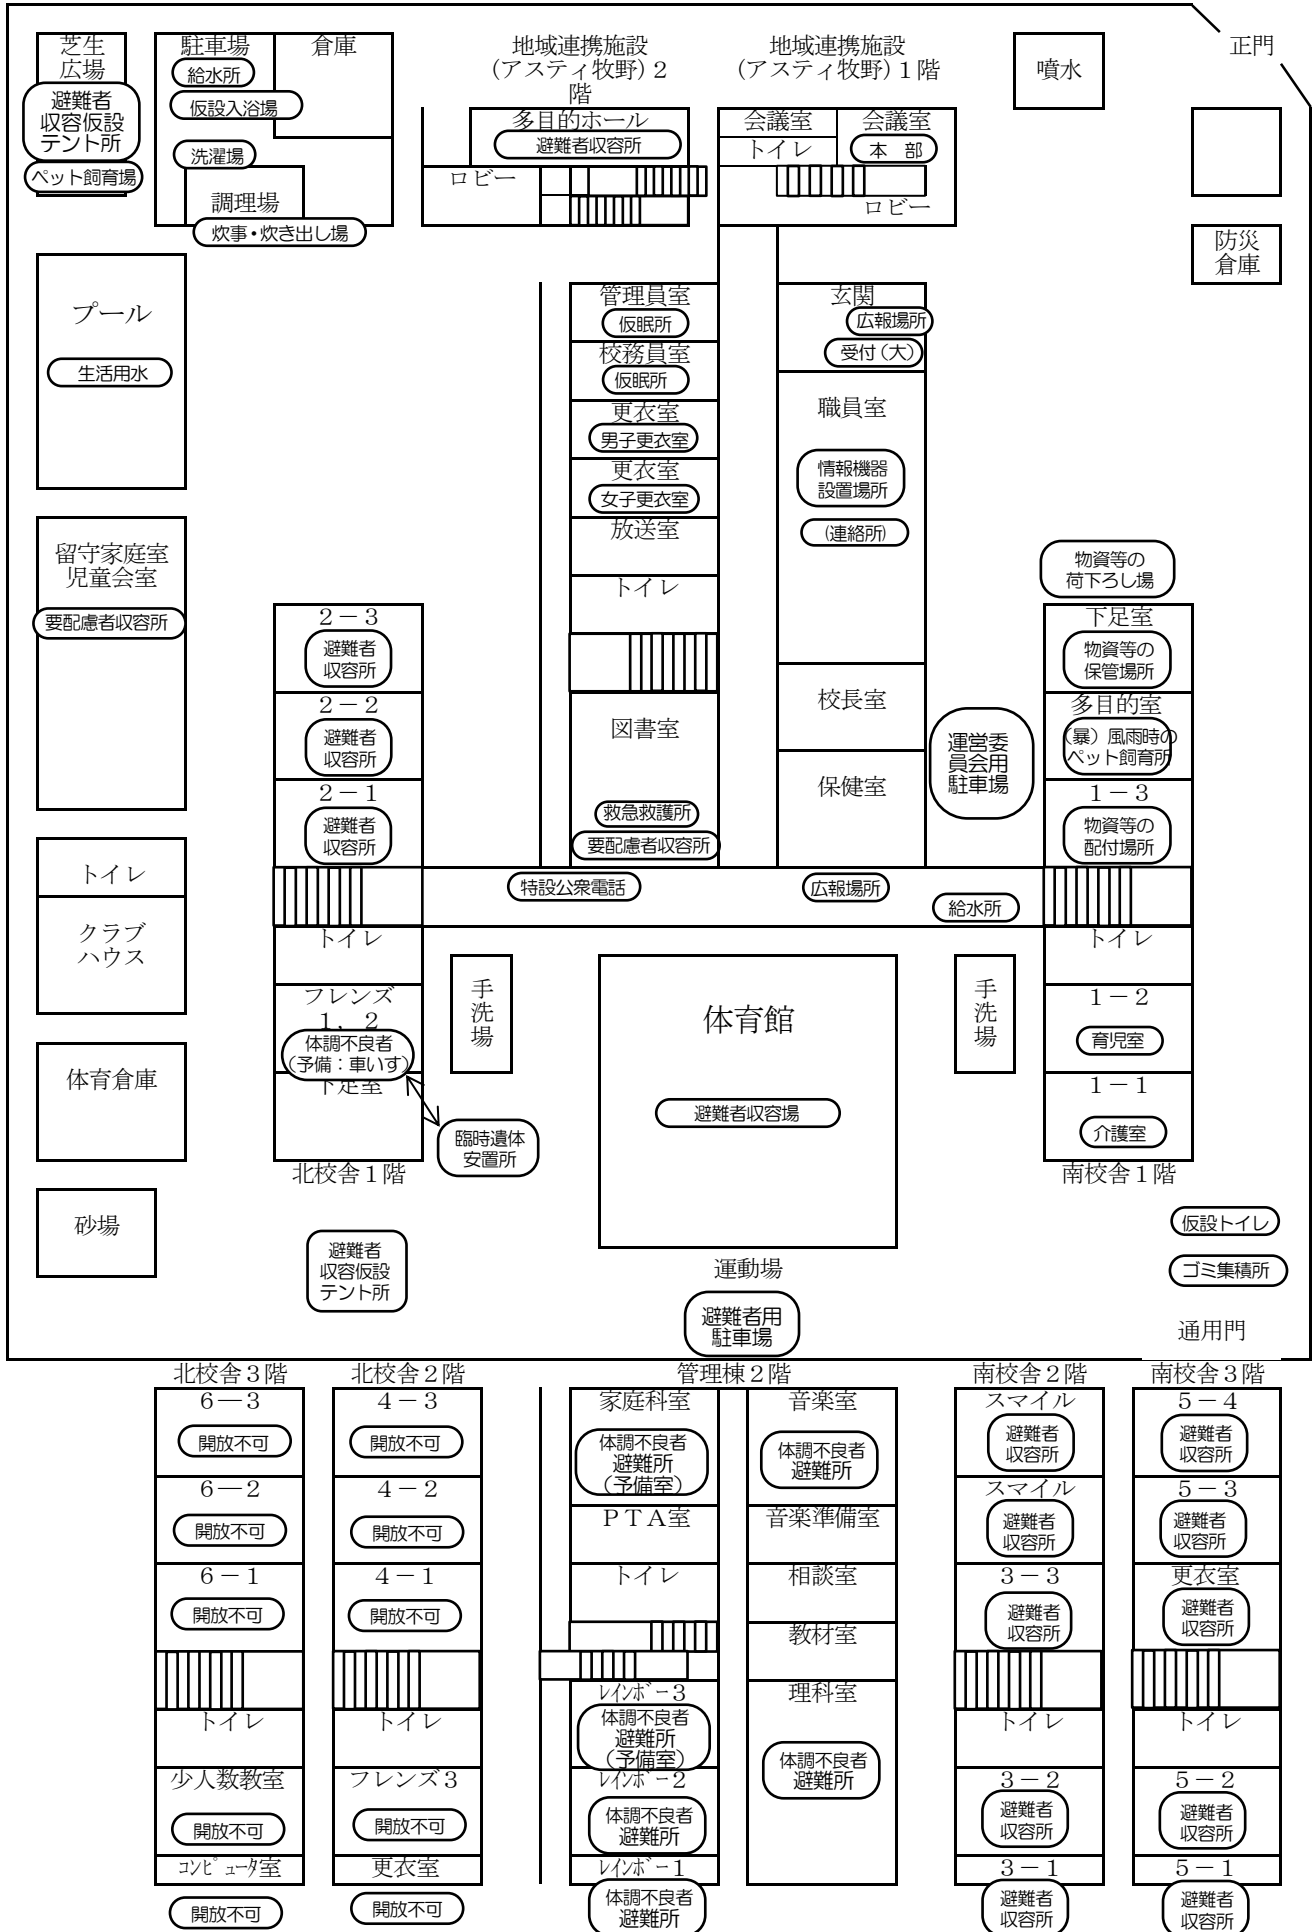 芝生
広場
避難者
収容仮設
テント所
ペット飼育場
駐車場
給水所
倉庫
仮設入浴場
洗濯場
調理場
炊事・炊き出し場
地域連携施設
(アスティ牧野)2
階
多目的ホール
避難者収容所
ロビー
地域連携施設
(アスティ牧野)1階
会議室
トイレ
会議室
本 部
ロビー
噴水
正門
防災
倉庫
プール
生活用水
管理員室
仮眠所
校務員室
仮眠所
更衣室
男子更衣室
更衣室
女子更衣室
放送室
トイレ
図書室
救急救護所
要配慮者収容所
玄関
広報場所
受付(大)
職員室
情報機器
設置場所
(連絡所)
校長室
保健室
運営委
員会用
駐車場
留守家庭室
児童会室
要配慮者収容所
2-3
避難者
収容所
2-2
避難者
収容所
2-1
避難者
収容所
物資等の
荷下ろし場
下足室
物資等の
保管場所
多目的室
(暴)風雨時の
ペット飼育所
1-3
物資等の
配付場所
特設公衆電話
広報場所
給水所
トイレ
クラブ
ハウス
トイレ
フレンズ
1,2
体調不良者
(予備:車いす)
下足室
北校舎1階
臨時遺体
安置所
手
洗
場
体育館
避難者収容場
手
洗
場
トイレ
1-2
育児室
1-1
介護室
南校舎1階
体育倉庫
砂場
避難者
収容仮設
テント所
運動場
避難者用
駐車場
仮設トイレ
ゴミ集積所
通用門
北校舎3階
6―3
開放不可
6―2
開放不可
6-1
開放不可
トイレ
少人数教室
開放不可
コンピュータ室
開放不可
北校舎2階
4-3
開放不可
4-2
開放不可
4-1
開放不可
トイレ
フレンズ3
開放不可
更衣室
開放不可
管理棟2階
家庭科室
体調不良者
避難所
(予備室)
PTA室
トイレ
レインボー3
体調不良者
避難所
(予備室)
レインボー2
体調不良者
避難所
レインボー1
体調不良者
避難所
音楽室
体調不良者
避難所
音楽準備室
相談室
教材室
理科室
体調不良者
避難所
南校舎2階
スマイル
避難者
収容所
スマイル
避難者
収容所
3-3
避難者
収容所
トイレ
3-2
避難者
収容所
3-1
避難者
収容所
南校舎3階
5-4
避難者
収容所
5-3
避難者
収容所
更衣室
避難者
収容所
トイレ
5-2
避難者
収容所
5-1
避難者
収容所